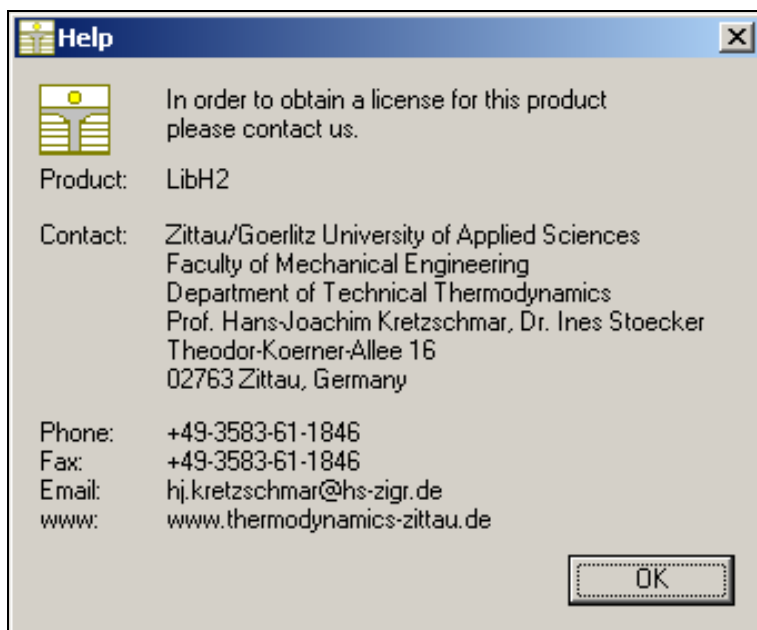 Help
In order to obtain a license for this product
please contact us.
Product: LibH2
Contact: Zittau/Goerlitz University of Applied Sciences
Faculty of Mechanical Engineering
Department of Technical Thermodynamics
Prof. Hans-Joachim Kretzschmar, Dr. Ines Stoecker
Theodor-Koerner-Allee 16
02763 Zittau, Germany
Phone: +49-3583-61-1846
Fax: +49-3583-61-1846
Email: hj.kretzschmar@hs-zigr.de
www: www.thermodynamics-zittau.de
OK